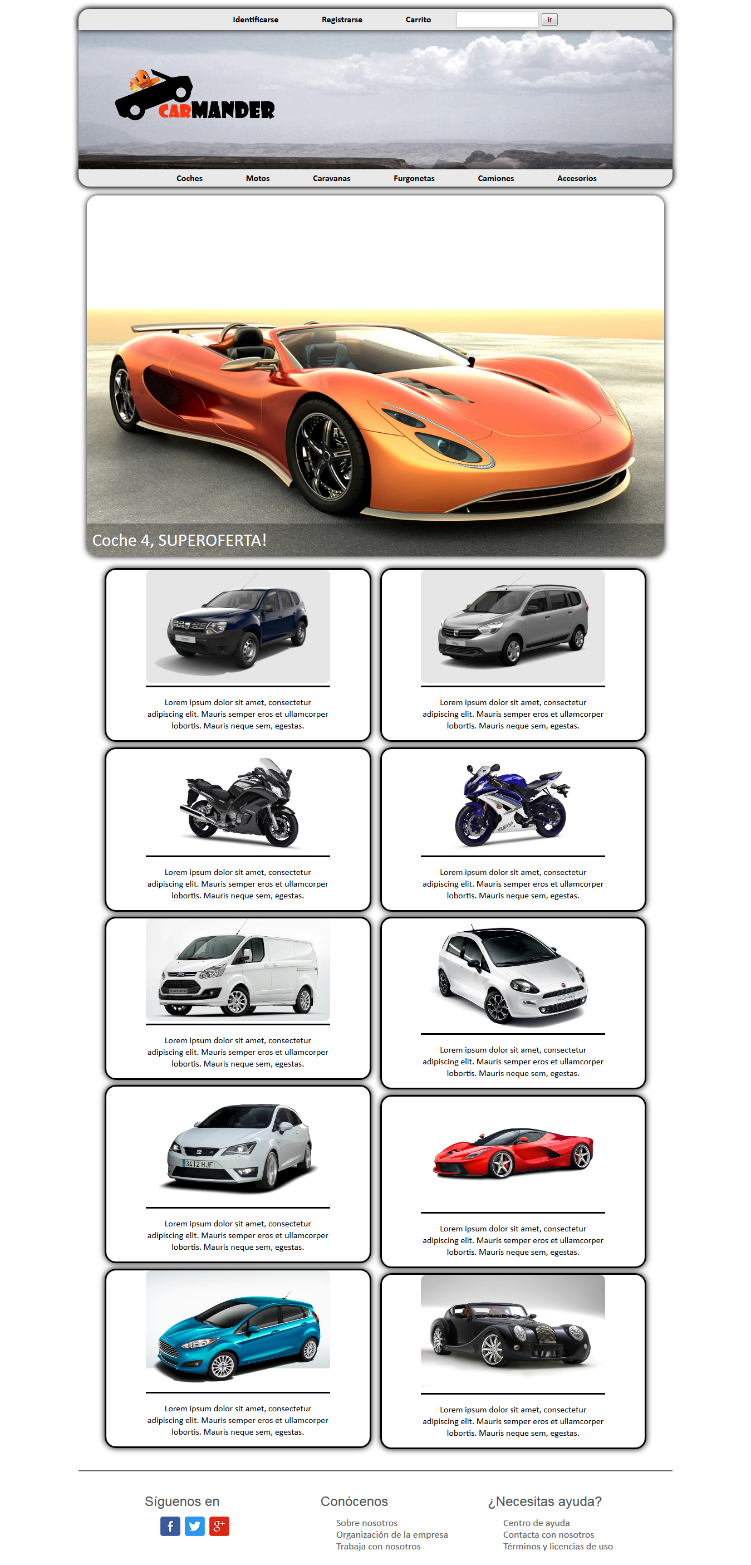 Identificarse Registrarse Carrito Ir
CARMANDER
Coches Motos Caravanas Furgonetas Camiones Accesorios
Coche 4, SUPEROFERTA!
Lorem ipsum dolor sit amet, consectetur
adipiscing elit. Mauris semper eros et ullamcorper
lobortis. Mauris neque sem, egestas.
Lorem ipsum dolor sit amet, consectetur
adipiscing elit. Mauris semper eros et ullamcorper
lobortis. Mauris neque sem, egestas.
Lorem ipsum dolor sit amet, consectetur
adipiscing elit. Mauris semper eros et ullamcorper
lobortis. Mauris neque sem, egestas.
Lorem ipsum dolor sit amet, consectetur
adipiscing elit. Mauris semper eros et ullamcorper
lobortis. Mauris neque sem, egestas.
Lorem ipsum dolor sit amet, consectetur
adipiscing elit. Mauris semper eros et ullamcorper
lobortis. Mauris neque sem, egestas.
Lorem ipsum dolor sit amet, consectetur
adipiscing elit. Mauris semper eros et ullamcorper
lobortis. Mauris neque sem, egestas.
3412 HJF
Lorem ipsum dolor sit amet, consectetur
adipiscing elit. Mauris semper eros et ullamcorper
lobortis. Mauris neque sem, egestas.
Lorem ipsum dolor sit amet, consectetur
adipiscing elit. Mauris semper eros et ullamcorper
lobortis. Mauris neque sem, egestas.
Lorem ipsum dolor sit amet, consectetur
adipiscing elit. Mauris semper eros et ullamcorper
lobortis. Mauris neque sem, egestas.
Lorem ipsum dolor sit amet, consectetur
adipiscing elit. Mauris semper eros et ullamcorper
lobortis. Mauris neque sem, egestas.
Síguenos en
f g+
Conócenos
Sobre nosotros
Organización de la empresa
Trabaja con nosotros
¿Necesitas ayuda?
Centro de ayuda
Contacta con nosotros
Términos y licencias de uso